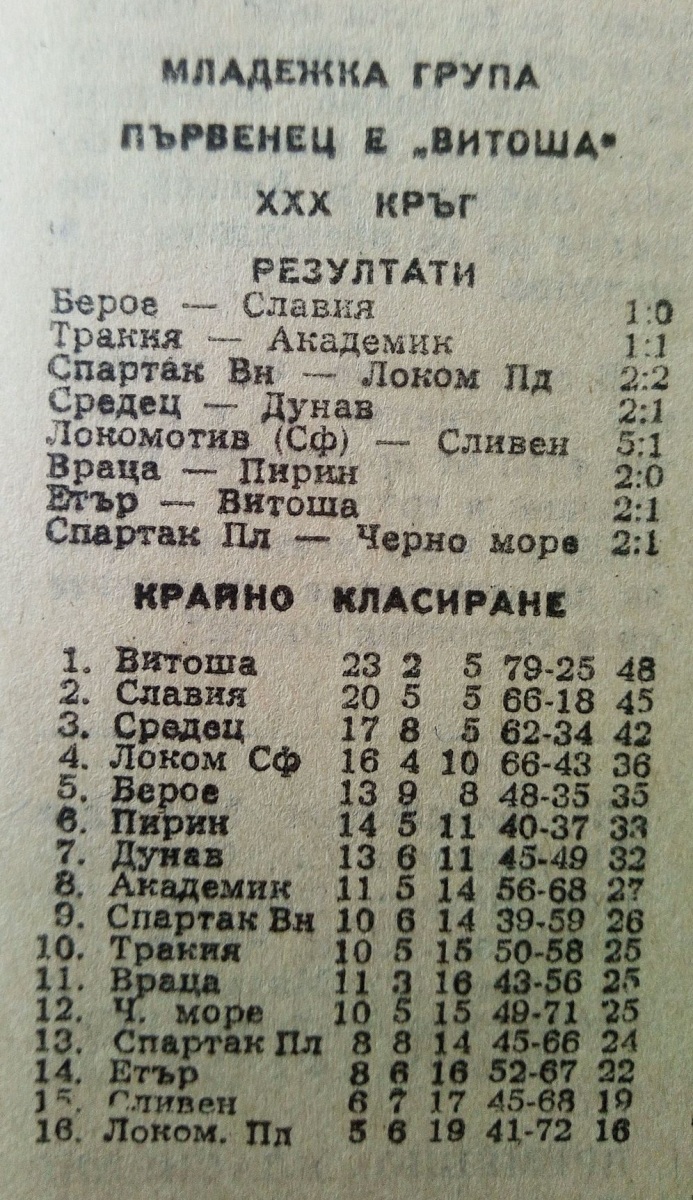 МЛАДЕЖКА ГРУПА
ПЪРВЕНЕЦ Е „ВИТОША"
XXX КРЪГ
РЕЗУЛТАТИ
Берое — Славия 1:0
Тракия — Академик 1:1
Спартак Вн — Локом Пд 2:2
Средец — Дунав 2:1
Локомотив (Сф) — Сливен 5:1
Враца — Пирин 2:0
Етър — Витоша 2:1
Спартак Пл — Черно море 2:1
КРАЙНО КЛАСИРАНЕ
1. Витоша 23 2 5 79-25 48
2. Славия 20 5 5 66-18 45
3. Средец 17 8 5 62-34 42
4. Локом Сф 16 4 10 66-43 36
5. Берое 13 9 8 48-35 35
6. Пирин 14 5 11 40-37 33
7. Дунав 13 6 11 45-49 32
8. Академик 11 5 14 56-68 27
9. Спартак Вн 10 6 14 39-59 26
10. Тракия 10 5 15 50-58 25
11. Враца 11 3 16 43-56 25
12. Ч. море 10 5 15 49-71 25
13. Спартак Пл 8 8 14 45-66 24
14. Етър 8 6 16 52-67 22
15. Сливен 6 7 17 45-68 19
16. Локом. Пл 5 6 19 41-72 16